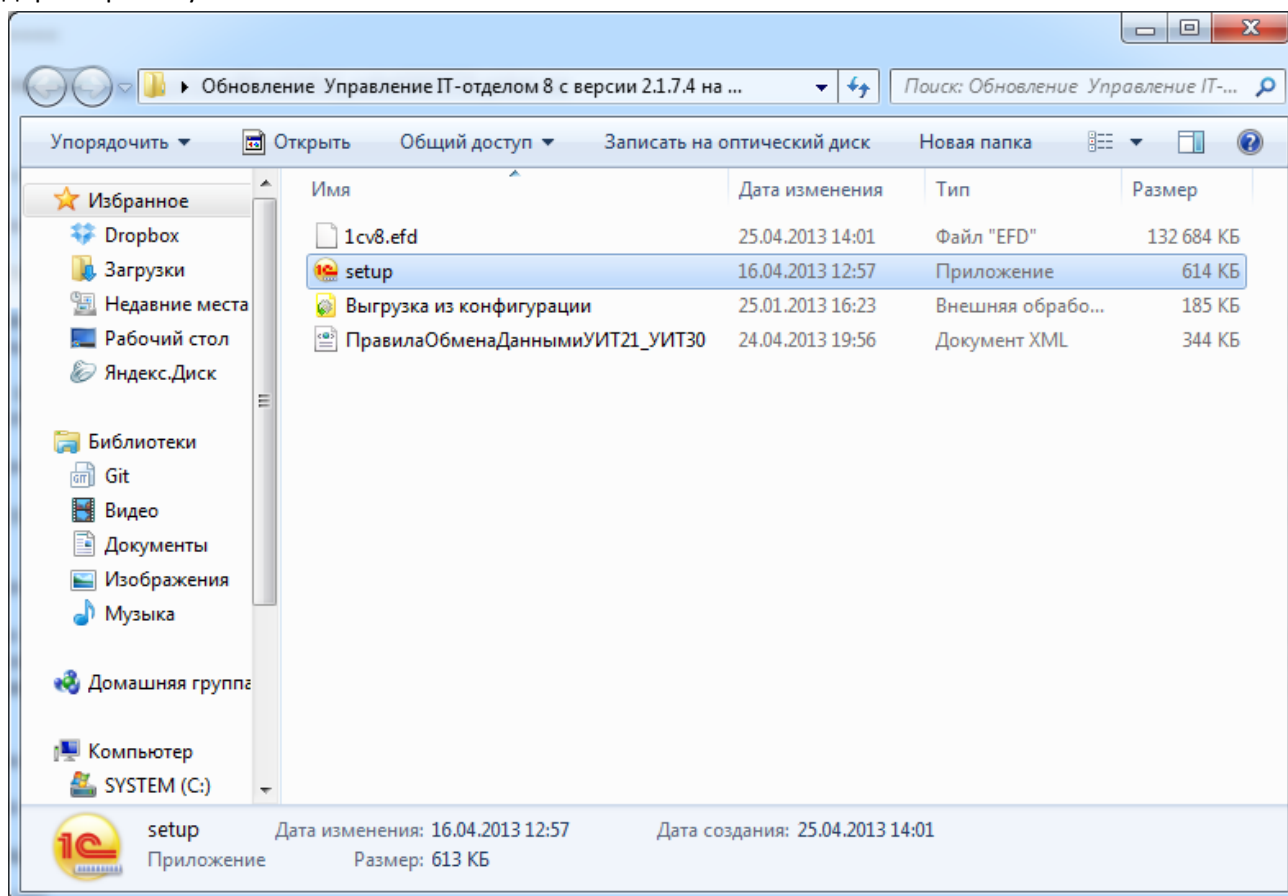 Обновление Управление IT-отделом 8 с версии 2.1.7.4 на ...
Поиск: Обновление Управление IT-...
Упорядочить Открыть Общий доступ Записать на оптический диск Новая папка
Имя Дата изменения Тип Размер
1cv8.efd 25.04.2013 14:01 Файл "EFD" 132 684 КБ
setup 16.04.2013 12:57 Приложение 614 КБ
Выгрузка из конфигурации 25.01.2013 16:23 Внешняя обрабо... 185 КБ
ПравилаОбменаДаннымиУИТ21_УИТ30 24.04.2013 19:56 Документ XML 344 КБ
Избранное
Dropbox
Загрузки
Недавние места
Рабочий стол
Яндекс.Диск
Библиотеки
Git
Видео
Документы
Изображения
Музыка
Домашняя группа
Компьютер
SYSTEM (C:)
1С
setup Дата изменения: 16.04.2013 12:57 Дата создания: 25.04.2013 14:01
Приложение Размер: 613 КБ